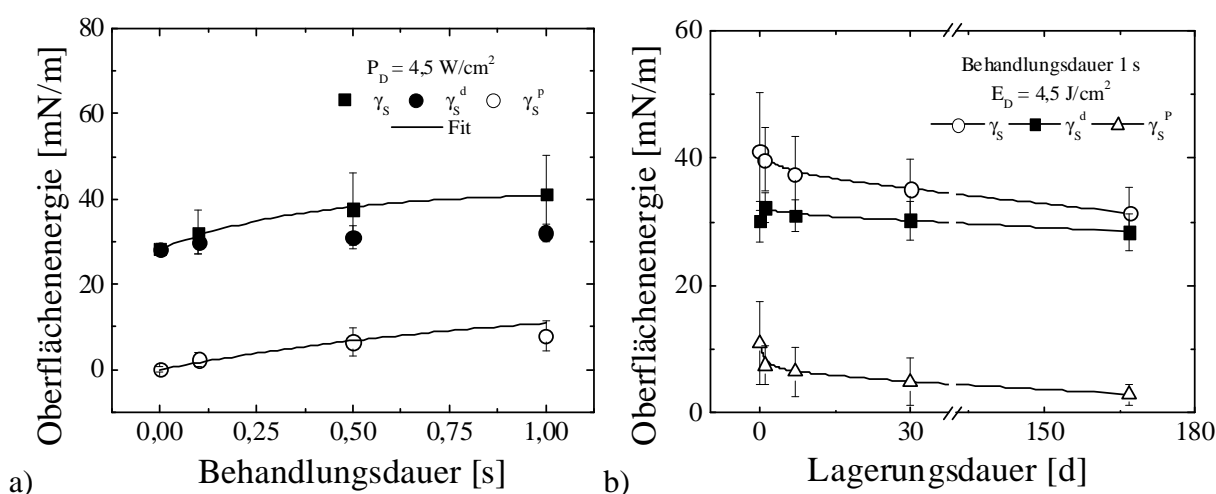 Oberflächenenergie [mN/m]
80
60
40
20
0
P_D = 4,5 W/cm²
■ γ_S ● γ_S^d ○ γ_S^p
Fit
0,00 0,25 0,50 0,75 1,00
Behandlungsdauer [s]
a)
Oberflächenenergie [mN/m]
60
40
20
0
Behandlungsdauer 1 s
E_D = 4,5 J/cm²
○ γ_S ■ γ_S^d △ γ_S^P
0 30 150 180
Lagerungsdauer [d]
b)